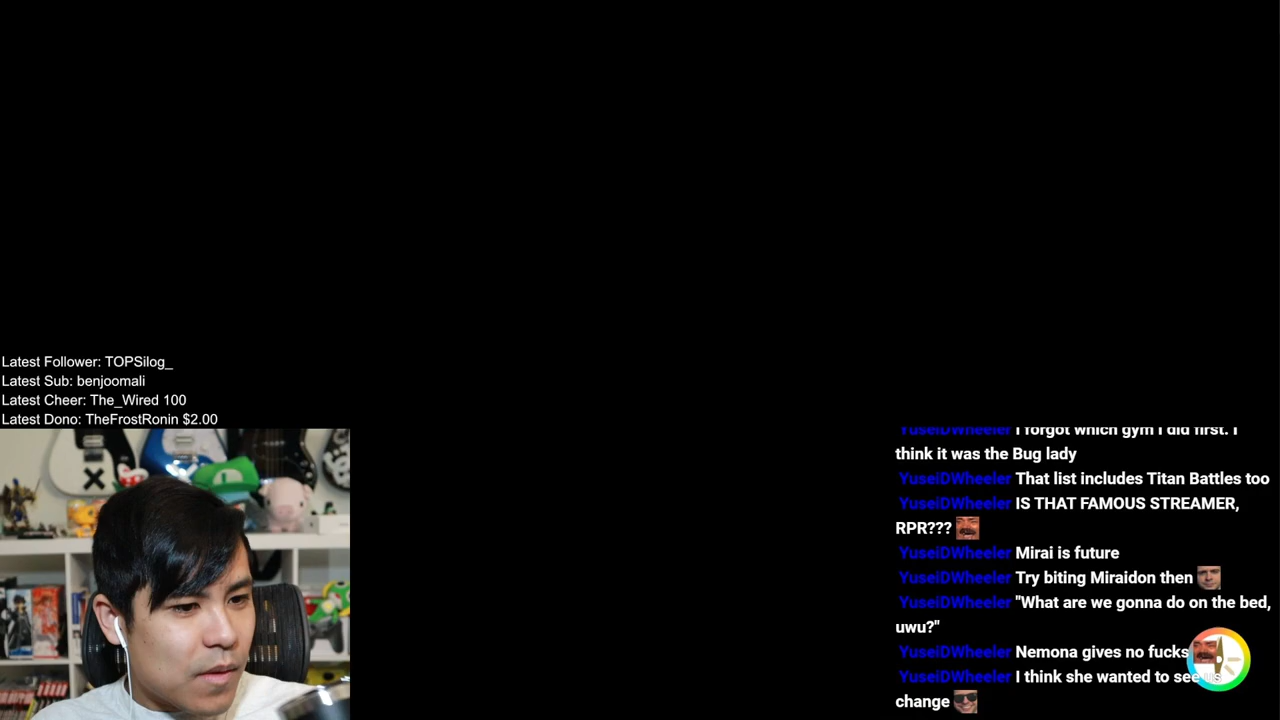 Latest Follower: TOPSilog_
Latest Sub: benjoomali
Latest Cheer: The_Wired 100
Latest Dono: TheFrostRonin $2.00
YuseiDWheeler I forgot which gym I did first. I
think it was the Bug lady
YuseiDWheeler That list includes Titan Battles too
YuseiDWheeler IS THAT FAMOUS STREAMER,
RPR???
YuseiDWheeler Mirai is future
YuseiDWheeler Try biting Miraidon then
YuseiDWheeler "What are we gonna do on the bed,
uwu?"
YuseiDWheeler Nemona gives no fucks
YuseiDWheeler I think she wanted to see us
change